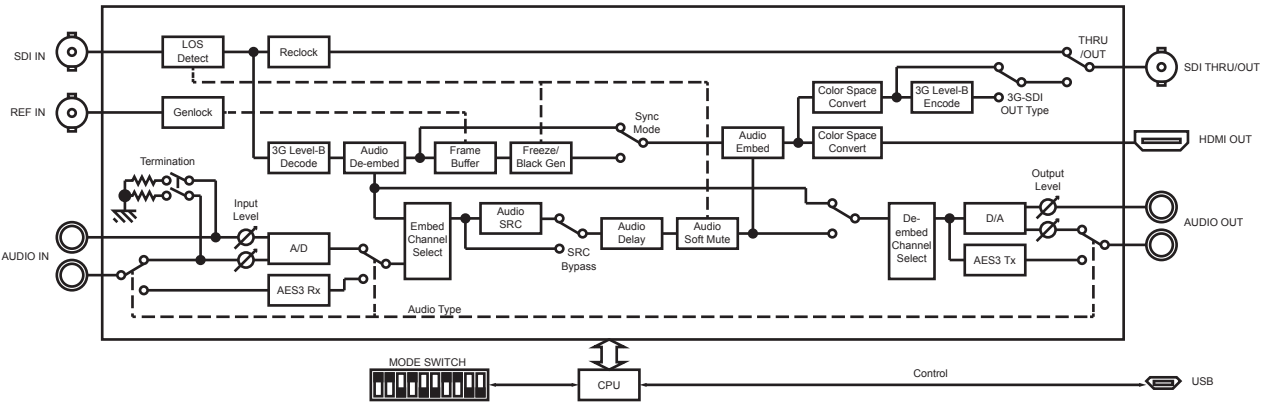 SDI IN
LOS
Detect
Reclock
THRU
/OUT
SDI THRU/OUT
REF IN
Genlock
Color Space
Convert
3G Level-B
Encode
3G-SDI
OUT Type
Sync
Mode
3G Level-B
Decode
Audio
De-embed
Frame
Buffer
Freeze/
Black Gen
Audio
Embed
Color Space
Convert
HDMI OUT
Termination
Input
Level
Output
Level
AUDIO IN
A/D
AES3 Rx
Embed
Channel
Select
Audio
SRC
SRC
Bypass
Audio
Delay
Audio
Soft Mute
De-
embed
Channel
Select
D/A
AES3 Tx
AUDIO OUT
Audio Type
MODE SWITCH
CPU
Control
USB